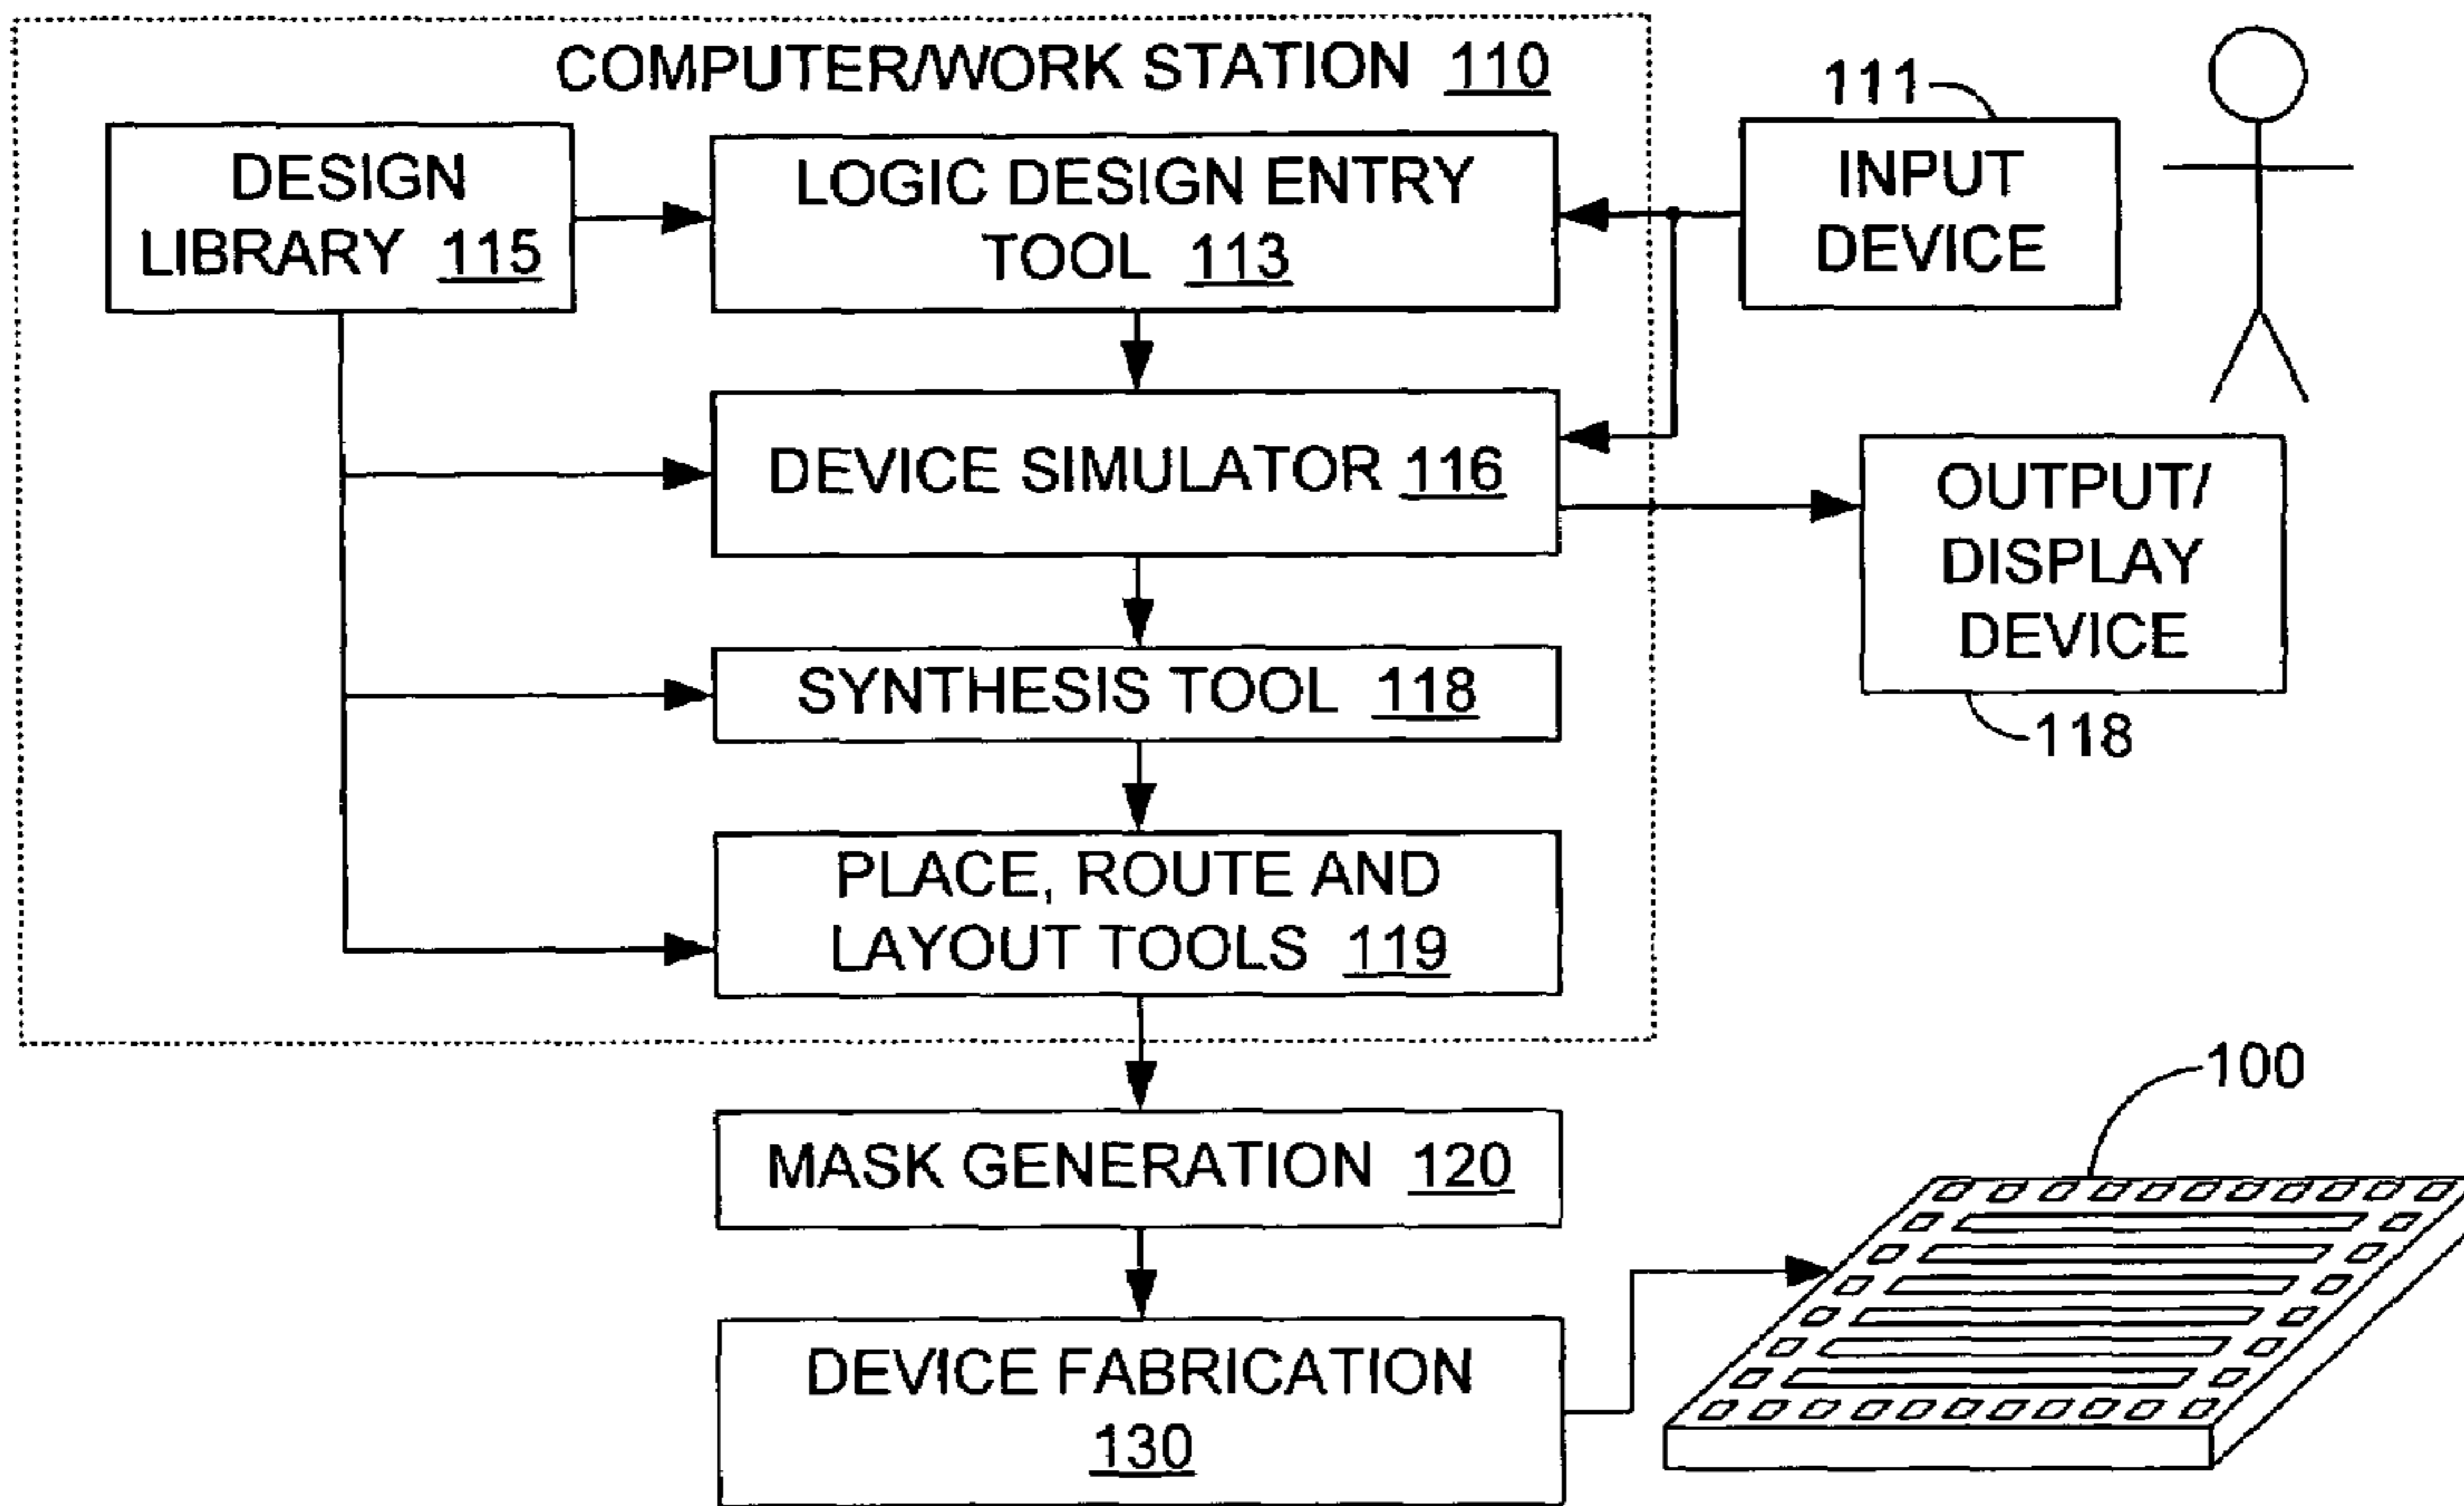 COMPUTER/WORK STATION 110
DESIGN
LIBRARY 115
LOGIC DESIGN ENTRY
TOOL 113
111
INPUT
DEVICE
DEVICE SIMULATOR 116
OUTPUT/
DISPLAY
DEVICE
118
SYNTHESIS TOOL 118
PLACE, ROUTE AND
LAYOUT TOOLS 119
MASK GENERATION 120
100
DEVICE FABRICATION
130